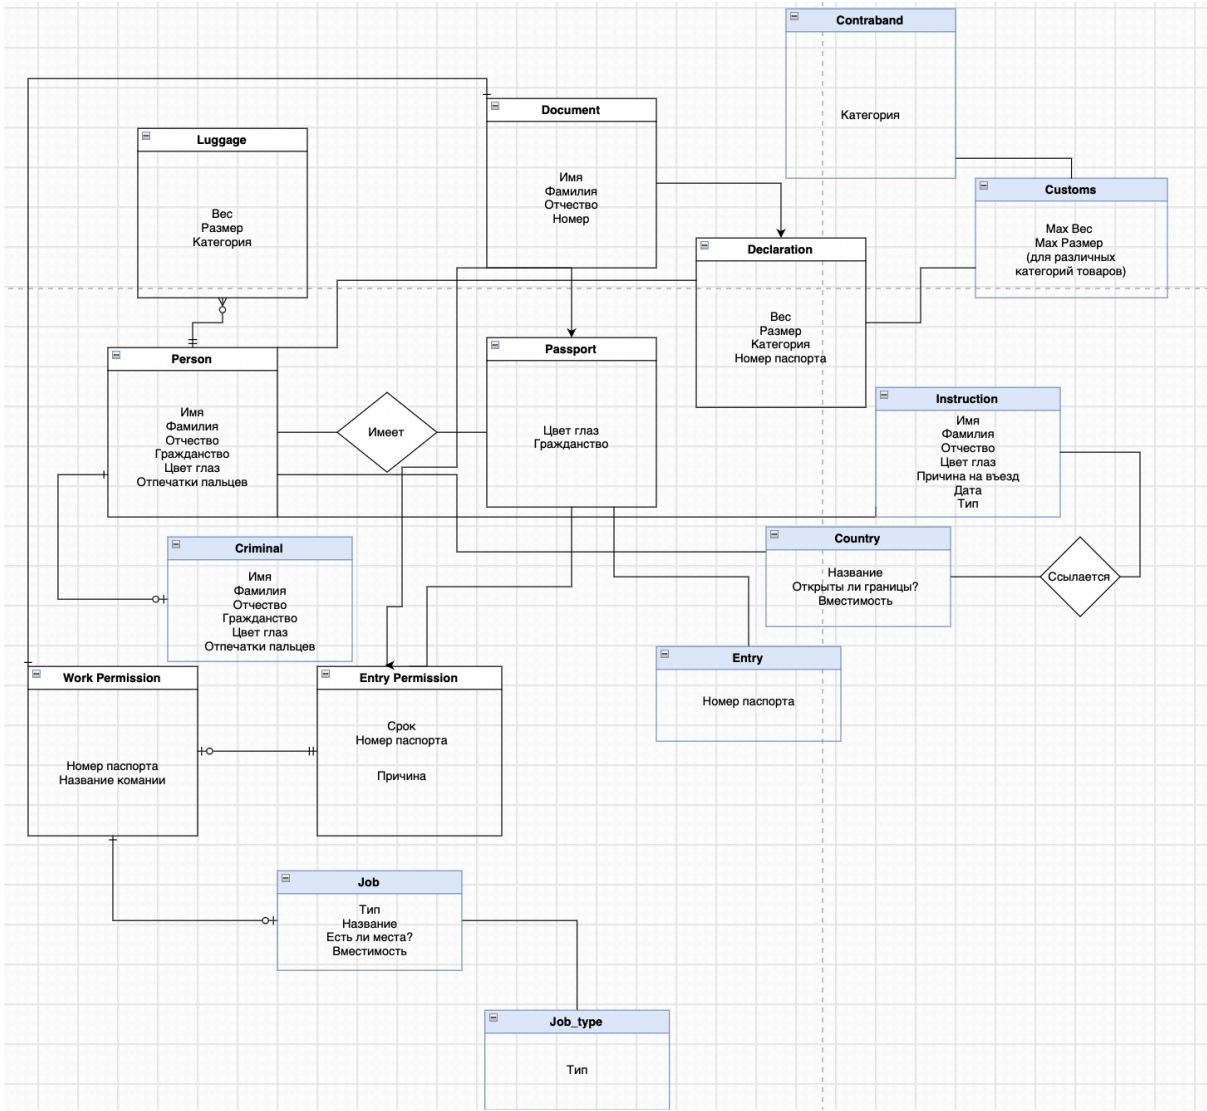 Contraband
Категория
Document
Имя
Фамилия
Отчество
Номер
Luggage
Вес
Размер
Категория
Customs
Max Вес
Max Размер
(для различных
категорий товаров)
Declaration
Вес
Размер
Категория
Номер паспорта
Person
Имя
Фамилия
Отчество
Гражданство
Цвет глаз
Отпечатки пальцев
Имеет
Passport
Цвет глаз
Гражданство
Instruction
Имя
Фамилия
Отчество
Цвет глаз
Причина на въезд
Дата
Тип
Criminal
Имя
Фамилия
Отчество
Гражданство
Цвет глаз
Отпечатки пальцев
Country
Название
Открыты ли границы?
Вместимость
Ссылается
Entry
Номер паспорта
Work Permission
Номер паспорта
Название комании
Entry Permission
Срок
Номер паспорта
Причина
Job
Тип
Название
Есть ли места?
Вместимость
Job_type
Тип